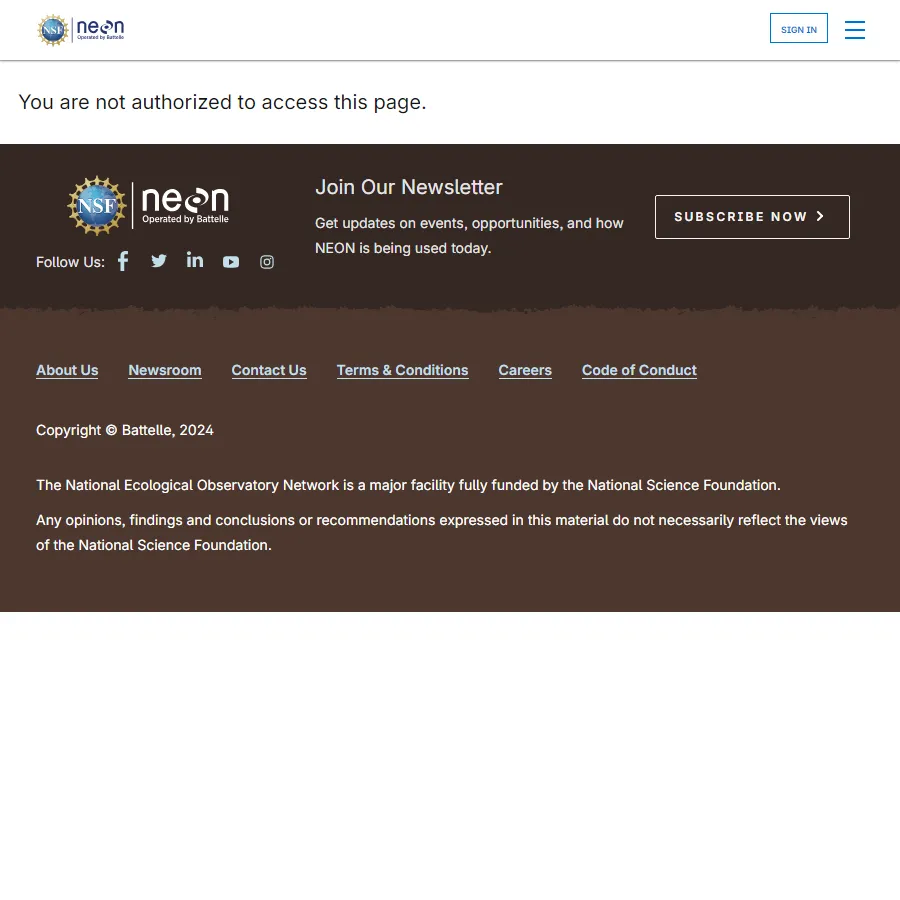 NSF
neon
Operated by Battelle
SIGN IN
You are not authorized to access this page.
NSF
neon
Operated by Battelle
Follow Us:
Join Our Newsletter
Get updates on events, opportunities, and how
NEON is being used today.
SUBSCRIBE NOW
About Us Newsroom Contact Us Terms & Conditions Careers Code of Conduct
Copyright © Battelle, 2024
The National Ecological Observatory Network is a major facility fully funded by the National Science Foundation.
Any opinions, findings and conclusions or recommendations expressed in this material do not necessarily reflect the views
of the National Science Foundation.